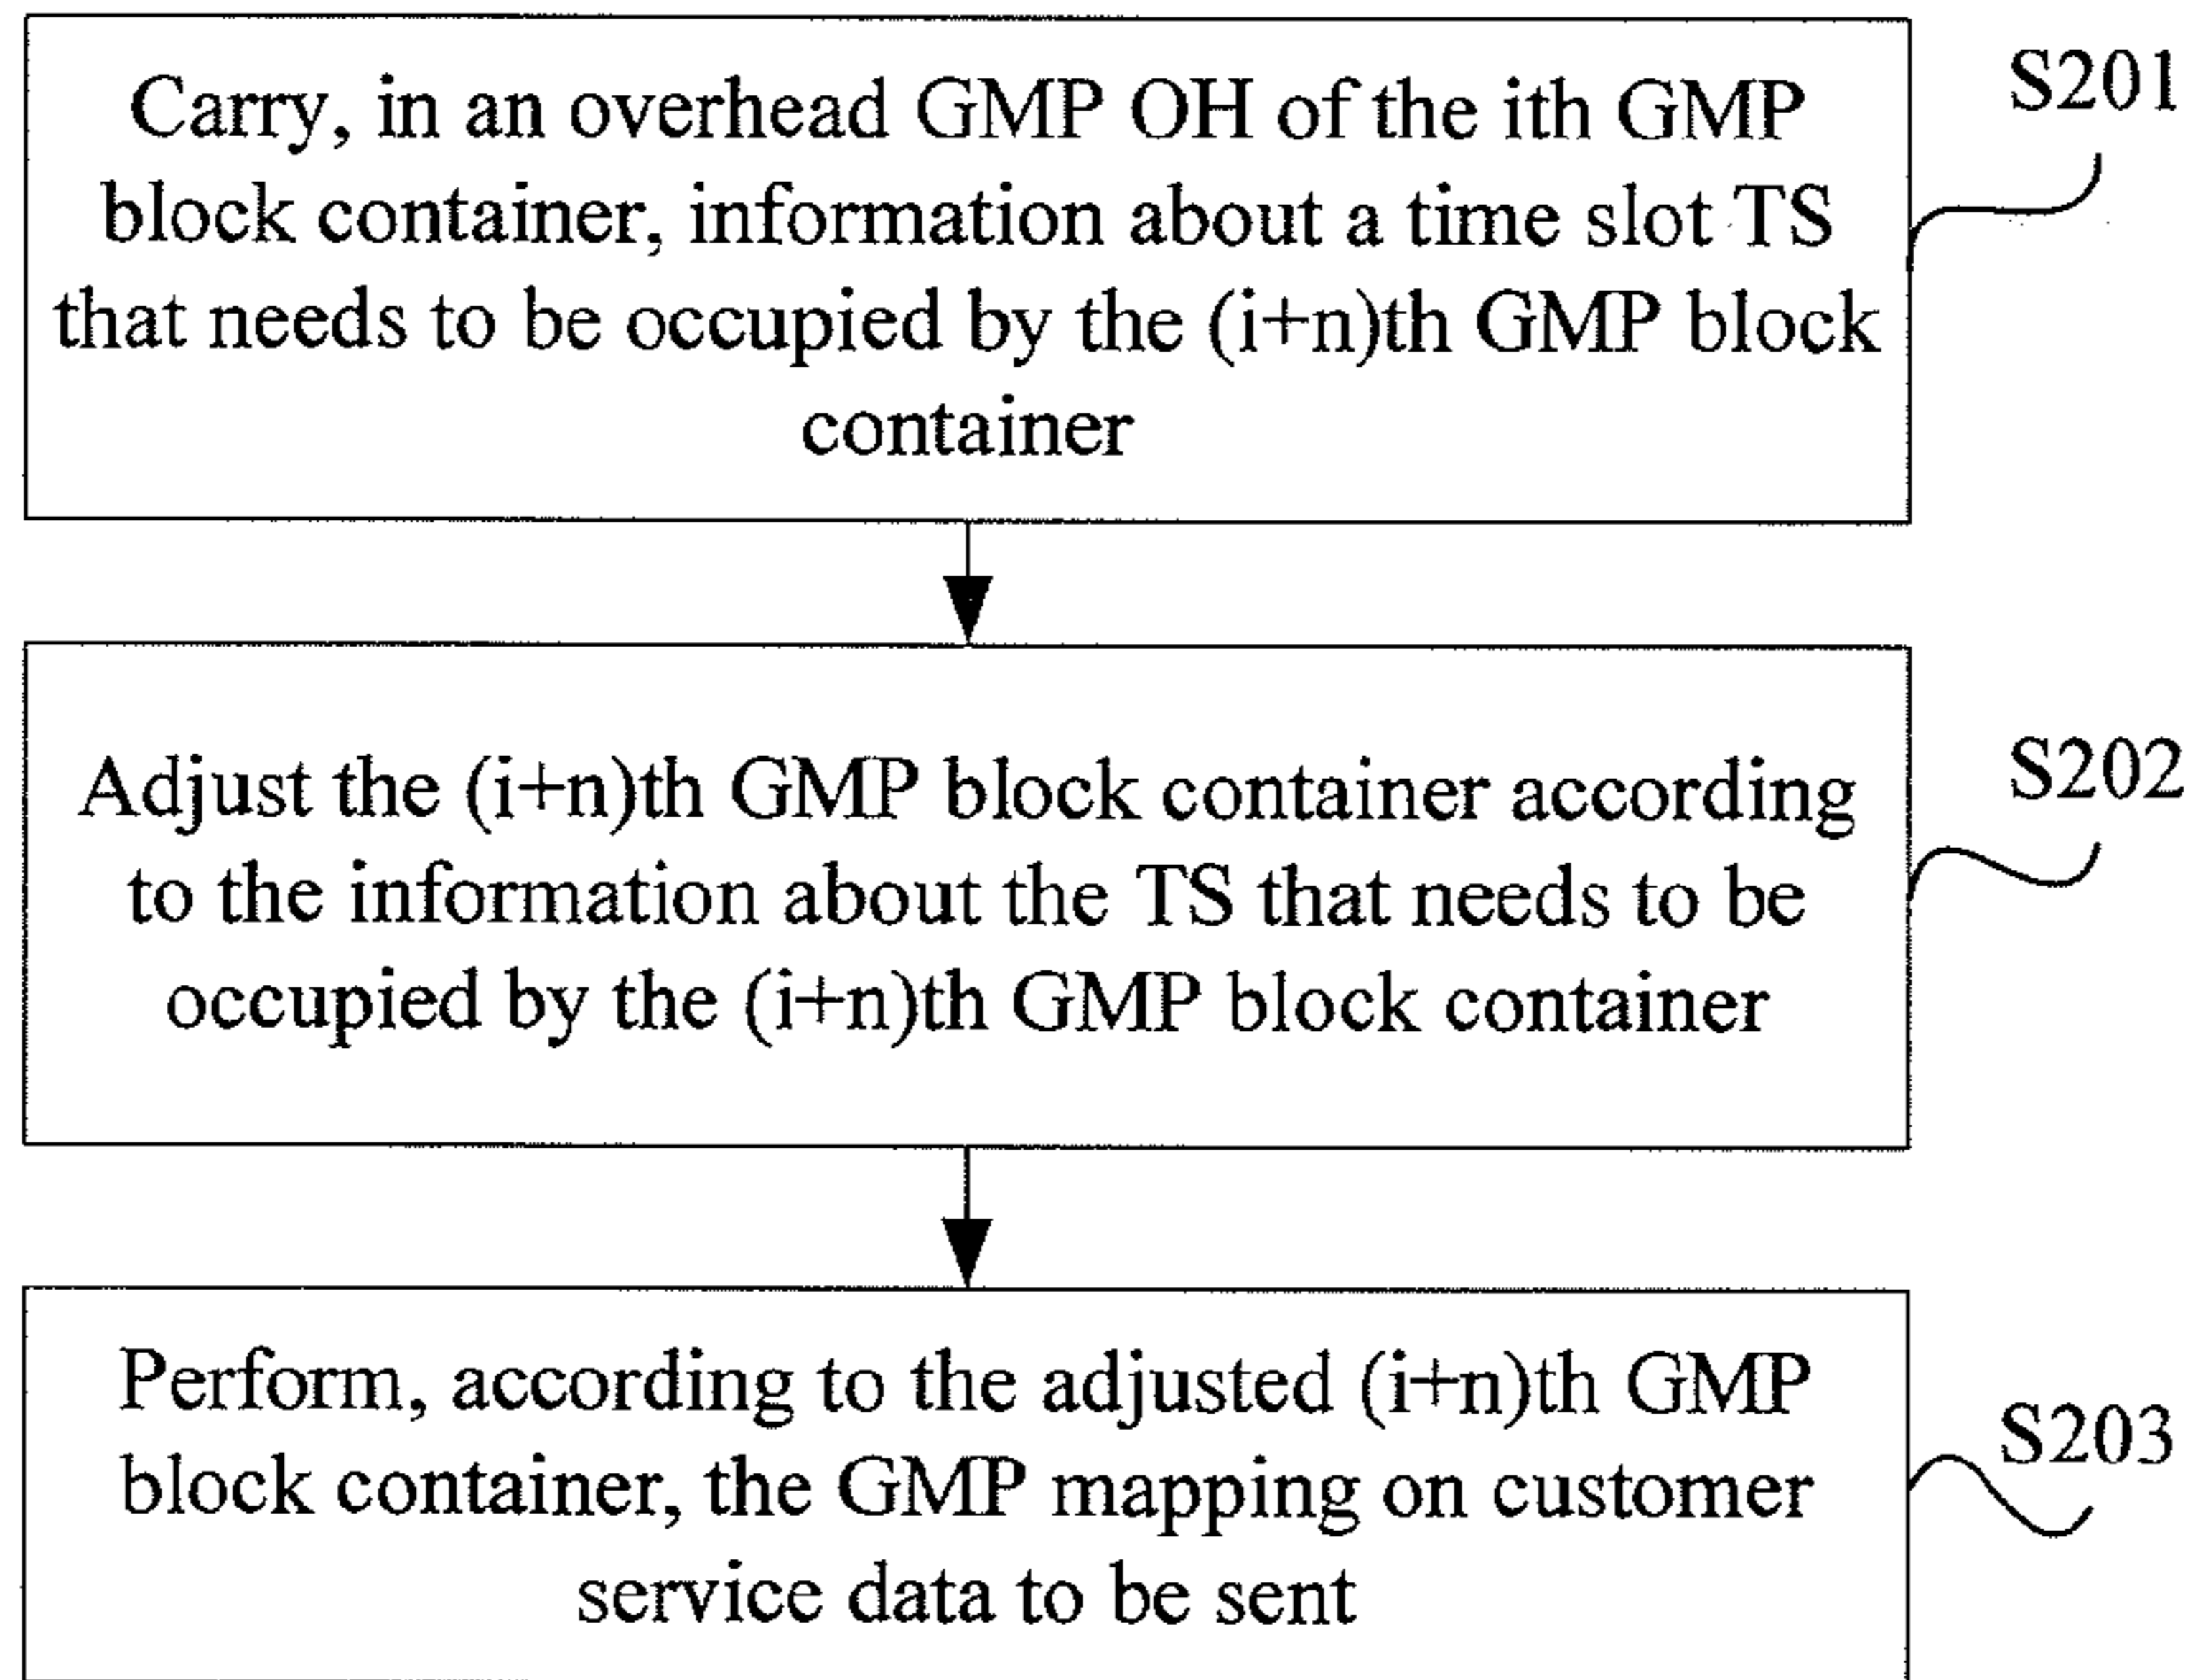 Carry, in an overhead GMP OH of the ith GMP
block container, information about a time slot TS
that needs to be occupied by the (i+n)th GMP block
container
S201
Adjust the (i+n)th GMP block container according
to the information about the TS that needs to be
occupied by the (i+n)th GMP block container
S202
Perform, according to the adjusted (i+n)th GMP
block container, the GMP mapping on customer
service data to be sent
S203